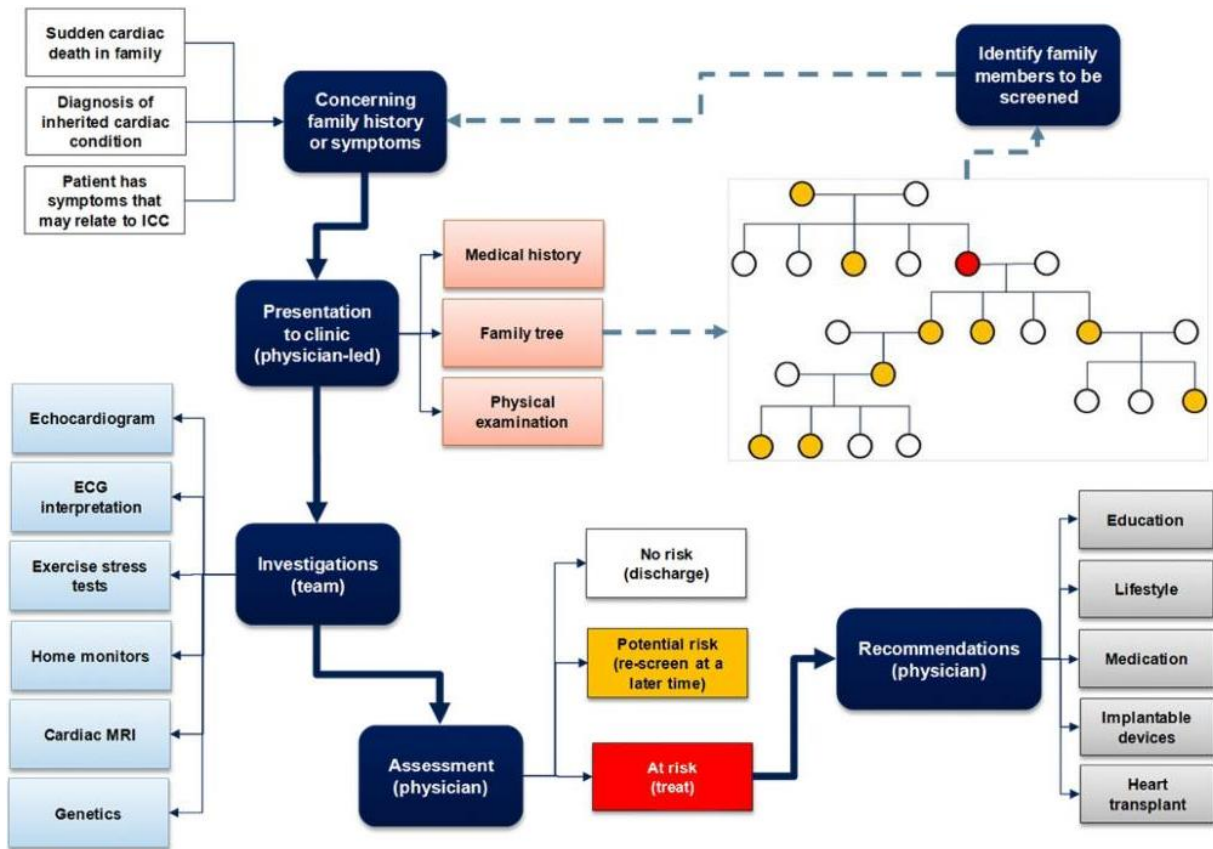 Sudden cardiac
death in family
Diagnosis of
inherited cardiac
condition
Patient has
symptoms that
may relate to ICC
Concerning
family history
or symptoms
Identify family
members to be
screened
Presentation
to clinic
(physician-led)
Medical history
Family tree
Physical
examination
Echocardiogram
ECG
interpretation
Exercise stress
tests
Home monitors
Cardiac MRI
Genetics
Investigations
(team)
Assessment
(physician)
No risk
(discharge)
Potential risk
(re-screen at a
later time)
At risk
(treat)
Recommendations
(physician)
Education
Lifestyle
Medication
Implantable
devices
Heart
transplant